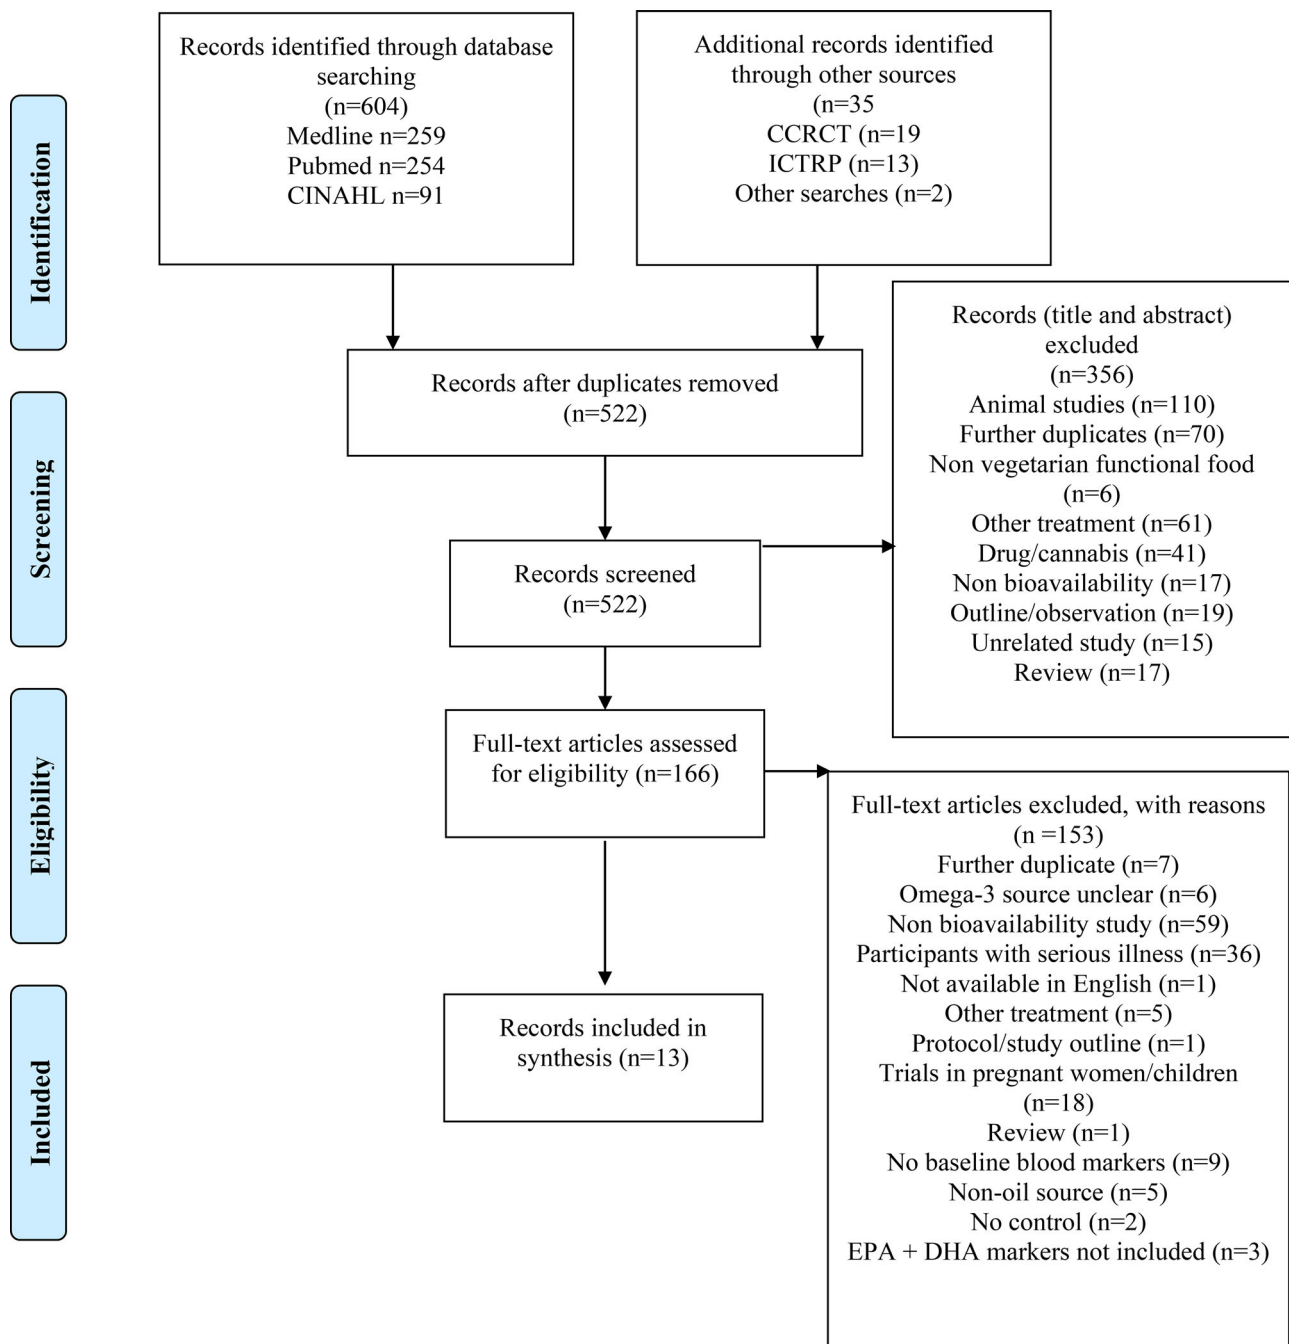 Records identified through database
searching
(n=604)
Medline n=259
Pubmed n=254
CINAHL n=91
Additional records identified
through other sources
(n=35
CCRCT (n=19
ICTRP (n=13)
Other searches (n=2)
Identification
Records (title and abstract)
excluded
(n=356)
Animal studies (n=110)
Further duplicates (n=70)
Non vegetarian functional food
(n=6)
Other treatment (n=61)
Drug/cannabis (n=41)
Non bioavailability (n=17)
Outline/observation (n=19)
Unrelated study (n=15)
Review (n=17)
Records after duplicates removed
(n=522)
Screening
Records screened
(n=522)
Full-text articles assessed
for eligibility (n=166)
Eligibility
Full-text articles excluded, with reasons
(n =153)
Further duplicate (n=7)
Omega-3 source unclear (n=6)
Non bioavailability study (n=59)
Participants with serious illness (n=36)
Not available in English (n=1)
Other treatment (n=5)
Protocol/study outline (n=1)
Trials in pregnant women/children
(n=18)
Review (n=1)
No baseline blood markers (n=9)
Non-oil source (n=5)
No control (n=2)
EPA + DHA markers not included (n=3)
Records included in
synthesis (n=13)
Included